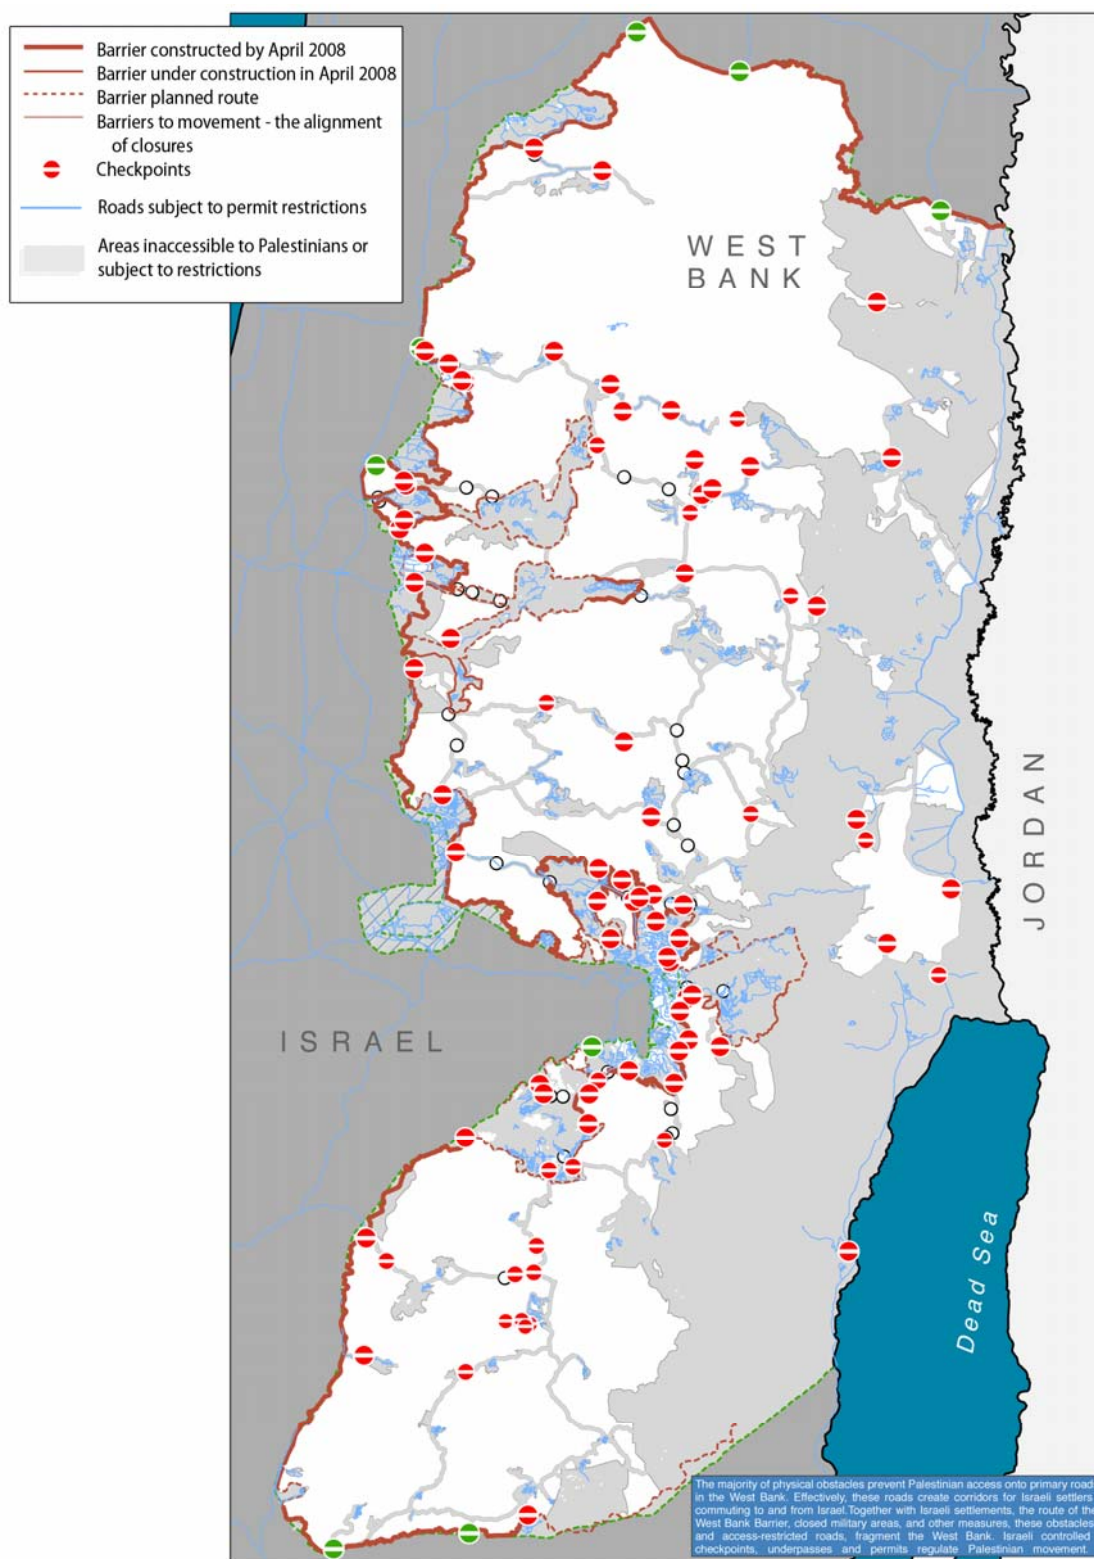 Barrier constructed by April 2008
Barrier under construction in April 2008
Barrier planned route
Barriers to movement - the alignment
of closures
Checkpoints
Roads subject to permit restrictions
Areas inaccessible to Palestinians or
subject to restrictions
WEST
BANK
JORDAN
ISRAEL
Dead Sea
The majority of physical obstacles prevent Palestinian access onto primary road
in the West Bank. Effectively, these roads create corridors for Israeli settlers
commuting to and from Israel.Together with Israeli settlements, the route of the
West Bank Barrier, closed military areas, and other measures, these obstacles
and access-restricted roads, fragment the West Bank. Israeli controlled
checkpoints, underpasses and permits regulate Palestinian movement.